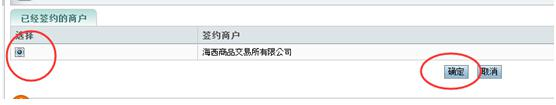 已经签约的商户
选择 签约商户
海西商品交易所有限公司
确定 取消